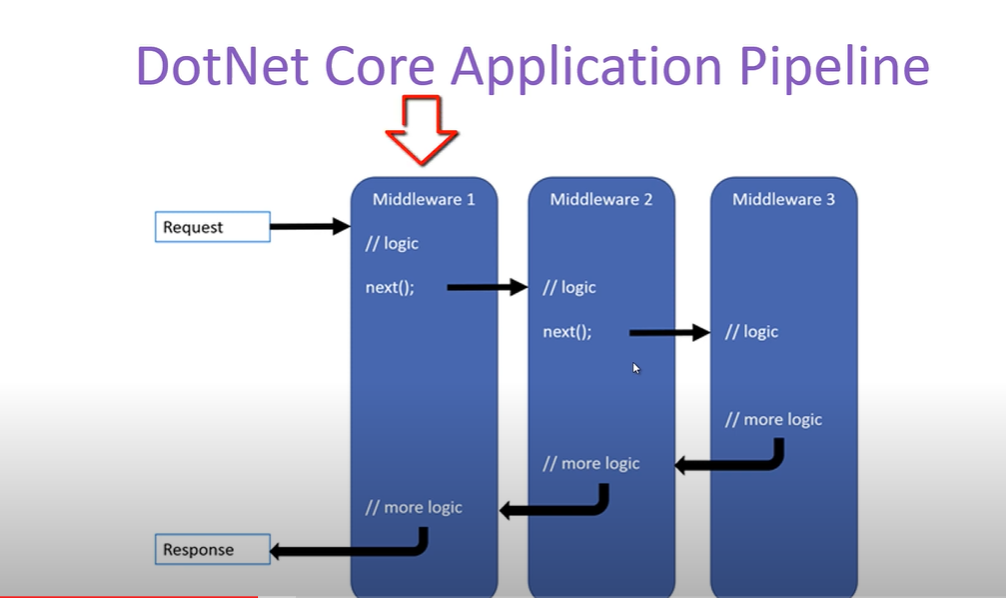 DotNet Core Application Pipeline
Middleware 1
Middleware 2
Middleware 3
Request
// logic
next();
// logic
next();
// logic
// more logic
// more logic
// more logic
Response